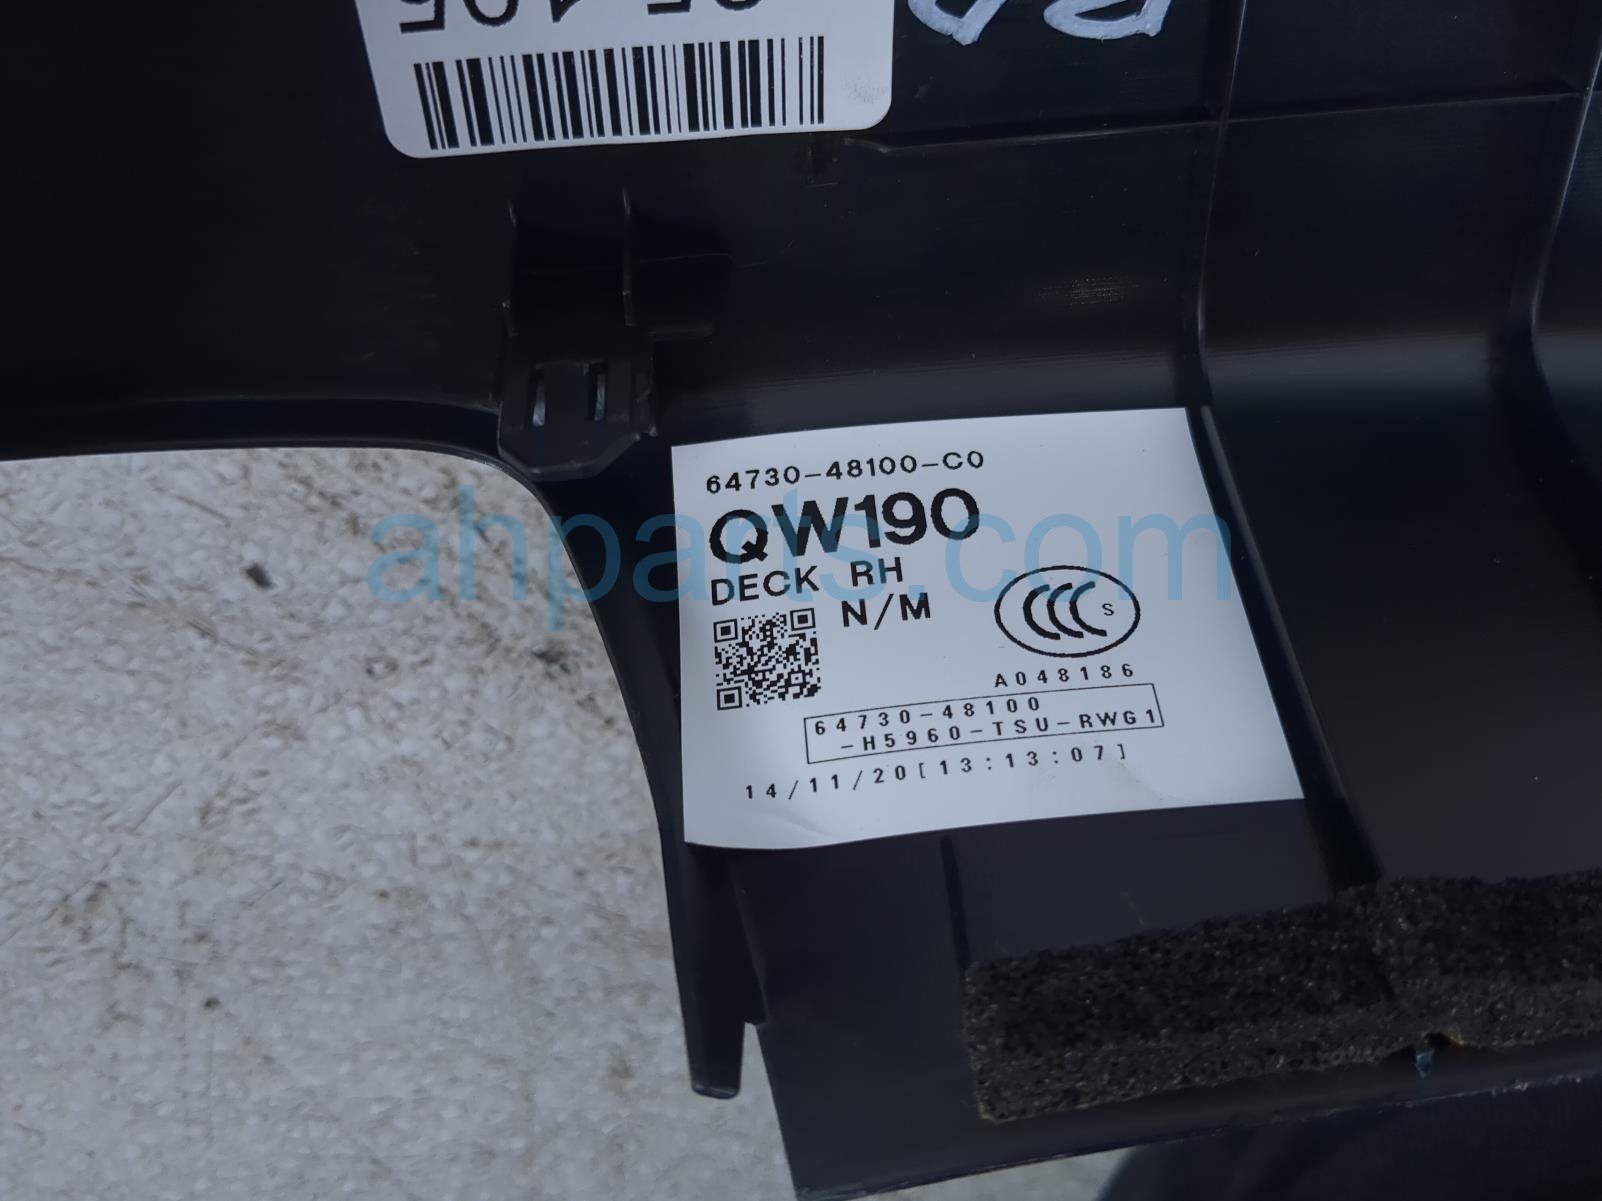 64730-48100-C0
QW190
DECK RH
N/M
S
A048186
64730-48100
-H5960-TSU-RWG1
14/11/20[13:13:07]
ahparts.com